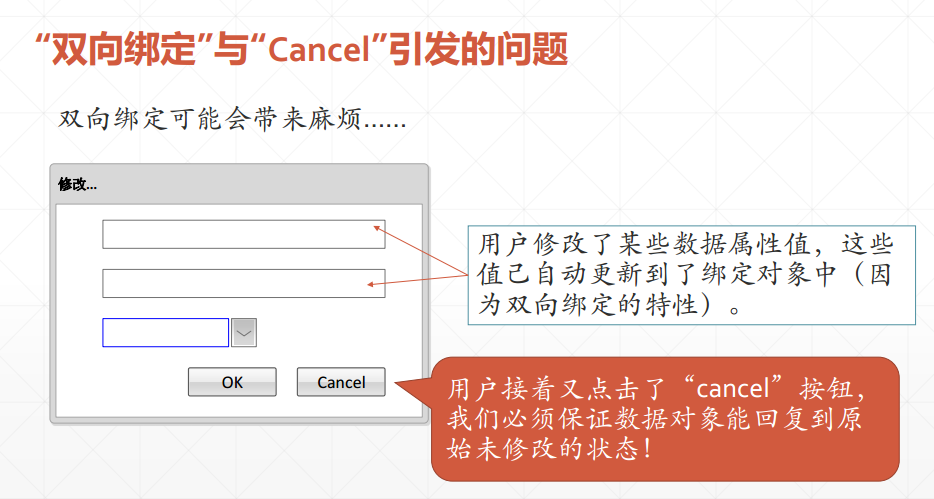 “双向绑定”与“Cancel”引发的问题
双向绑定可能会带来麻烦……
修改...
用户修改了某些数据属性值，这些
值已自动更新到了绑定对象中（因
为双向绑定的特性）。
OK
Cancel
用户接着又点击了“cancel”按钮，
我们必须保证数据对象能回复到原
始未修改的状态！